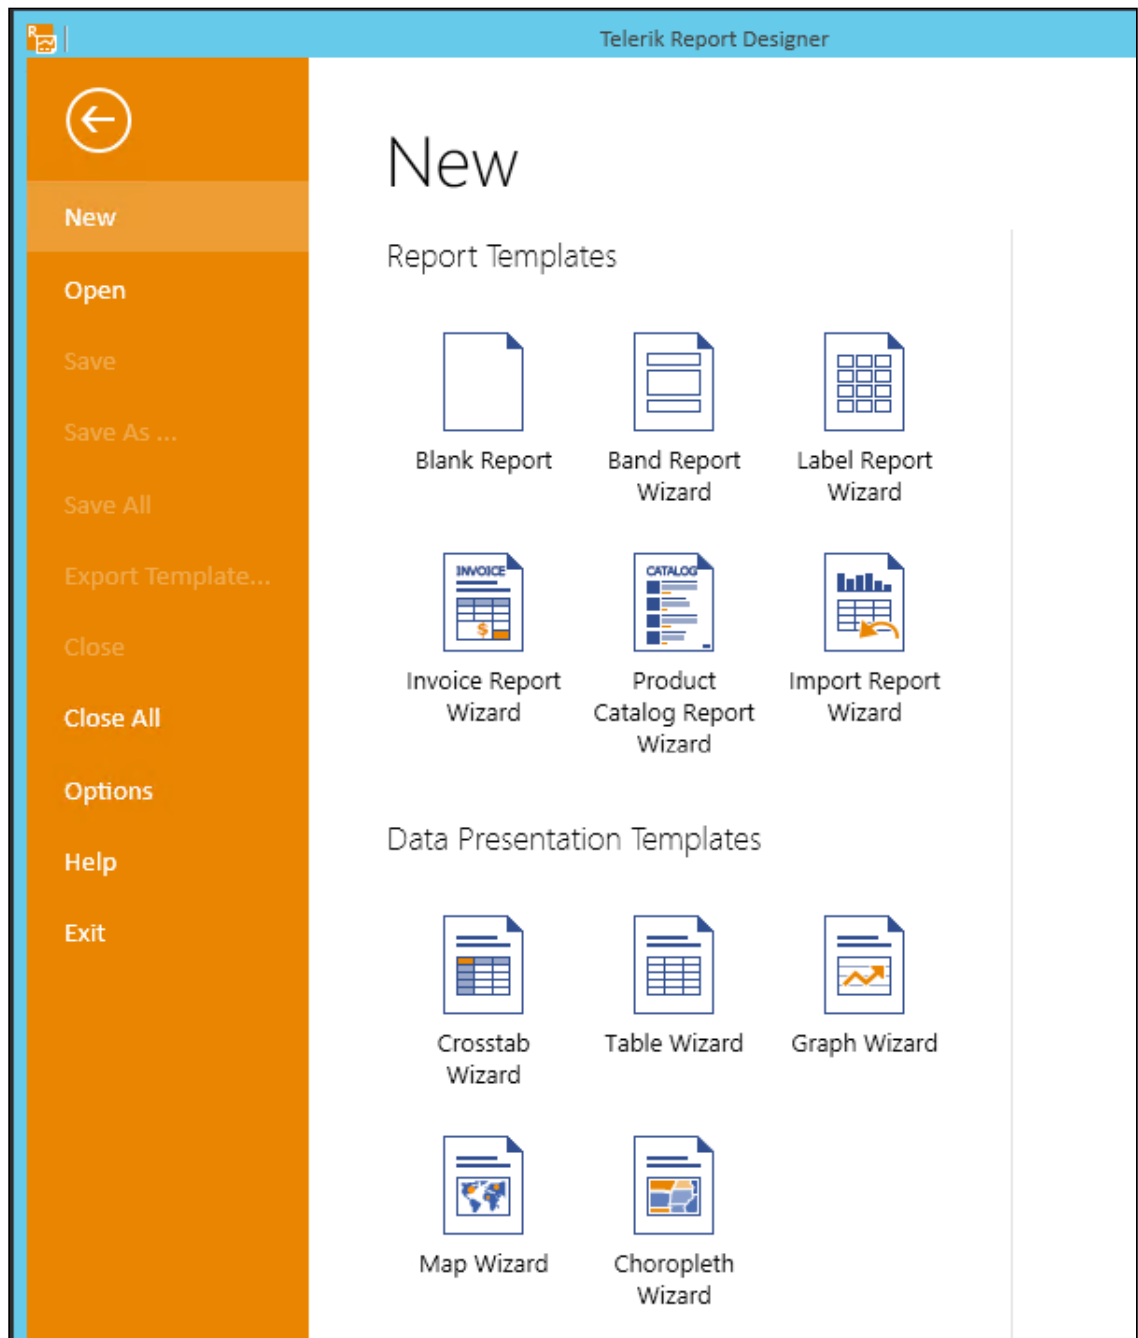 R
Telerik Report Designer
New
Open
Save
Save As ...
Save All
Export Template...
Close
Close All
Options
Help
Exit
New
Report Templates
Blank Report
Band Report
Wizard
Label Report
Wizard
INVOICE
$
Invoice Report
Wizard
CATALOG
Product
Catalog Report
Wizard
Import Report
Wizard
Data Presentation Templates
Crosstab
Wizard
Table Wizard
Graph Wizard
Map Wizard
Choropleth
Wizard